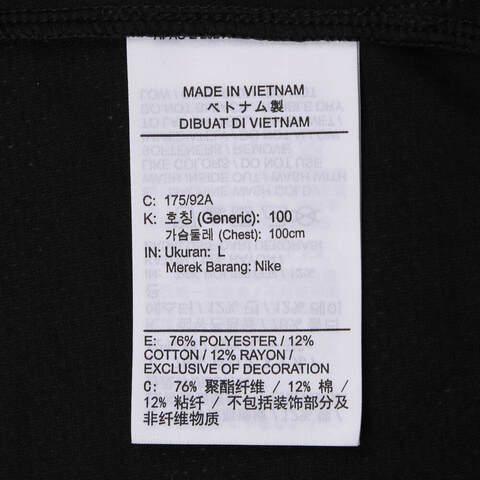 MADE IN VIETNAM
ベトナム製
DIBUAT DI VIETNAM
C: 175/92A
K: 호칭 (Generic): 100
가슴둘레 (Chest): 100cm
IN: Ukuran: L
Merek Barang: Nike
E: 76% POLYESTER / 12%
COTTON / 12% RAYON /
EXCLUSIVE OF DECORATION
C: 76% 聚酯纤维 / 12% 棉 /
12% 粘纤 / 不包括装饰部分及
非纤维物质